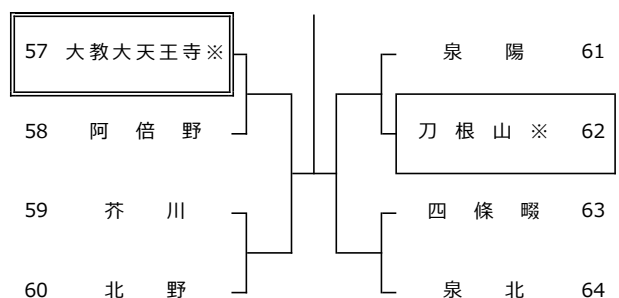 57 大教大天王寺※
58 阿倍野
59 芥川
60 北野
泉陽 61
刀根山※ 62
四條畷 63
泉北 64